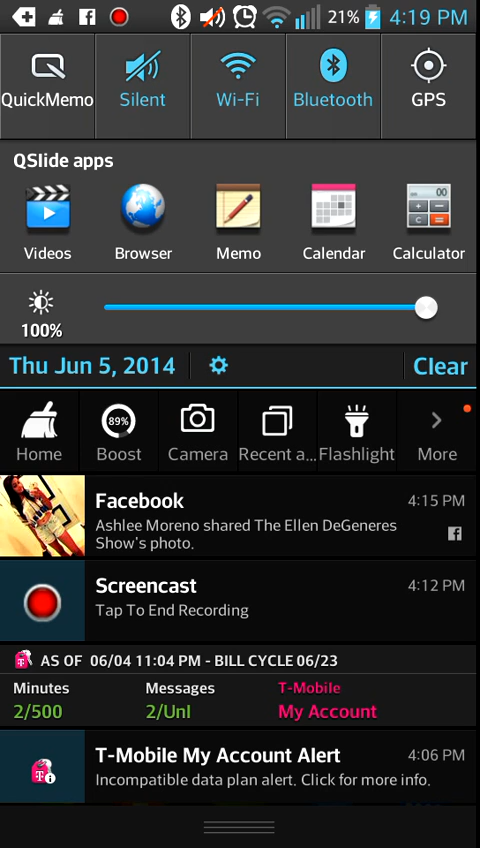 21% 4:19 PM
QuickMemo Silent Wi-Fi Bluetooth GPS
QSlide apps
Videos Browser Memo Calendar Calculator
100%
Thu Jun 5, 2014 Clear
89%
Home Boost Camera Recent a... Flashlight More
Facebook 4:15 PM
Ashlee Moreno shared The Ellen DeGeneres
Show's photo.
Screencast 4:12 PM
Tap To End Recording
AS OF 06/04 11:04 PM - BILL CYCLE 06/23
Minutes Messages T-Mobile
2/500 2/Unl My Account
T-Mobile My Account Alert 4:06 PM
Incompatible data plan alert. Click for more info.